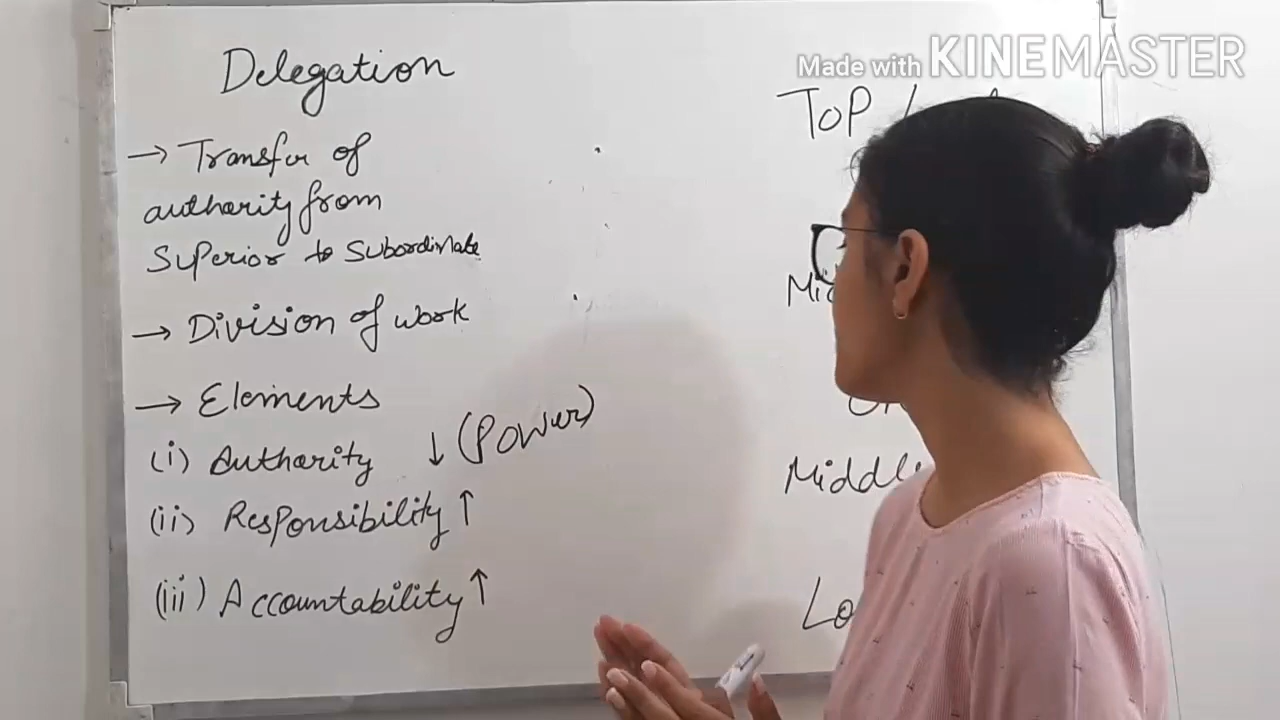 Delegation
→ Transfer of
authority from
Superior to Subordinate
→ Division of work
→ Elements
(i) Authority ↓ (Power)
(ii) Responsibility ↑
(iii) Accountability ↑
Made with KINEMASTER
TOP /
Middle